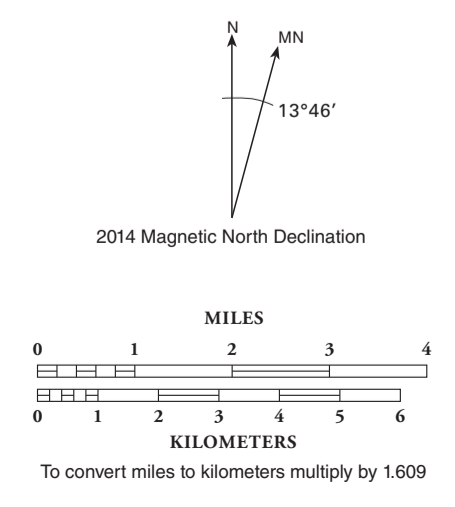 N
MN
13°46′
2014 Magnetic North Declination
MILES
0 1 2 3 4
0 1 2 3 4 5 6
KILOMETERS
To convert miles to kilometers multiply by 1.609